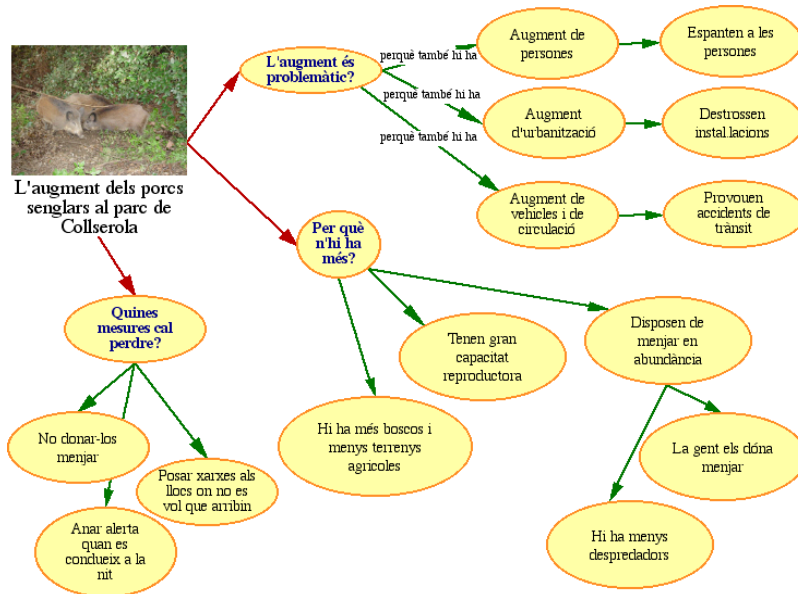 L'augment dels porcs
senglars al parc de
Collserola
L'augment és
problemàtic?
perquè també hi ha
Augment de
persones
Espanten a les
persones
perquè també hi ha
Augment
d'urbanització
Destrossen
instal.lacions
perquè també hi ha
Augment de
vehicles i de
circulació
Provouen
accidents de
trànsit
Per què
n'hi ha
més?
Tenen gran
capacitat
reproductora
Disposen de
menjar en
abundància
Hi ha més boscos i
menys terrenys
agricoles
La gent els dóna
menjar
Hi ha menys
despredadors
Quines
mesures cal
perdre?
No donar-los
menjar
Posar xarxes als
llocs on no es
vol que arribin
Anar alerta
quan es
condueix a la
nit